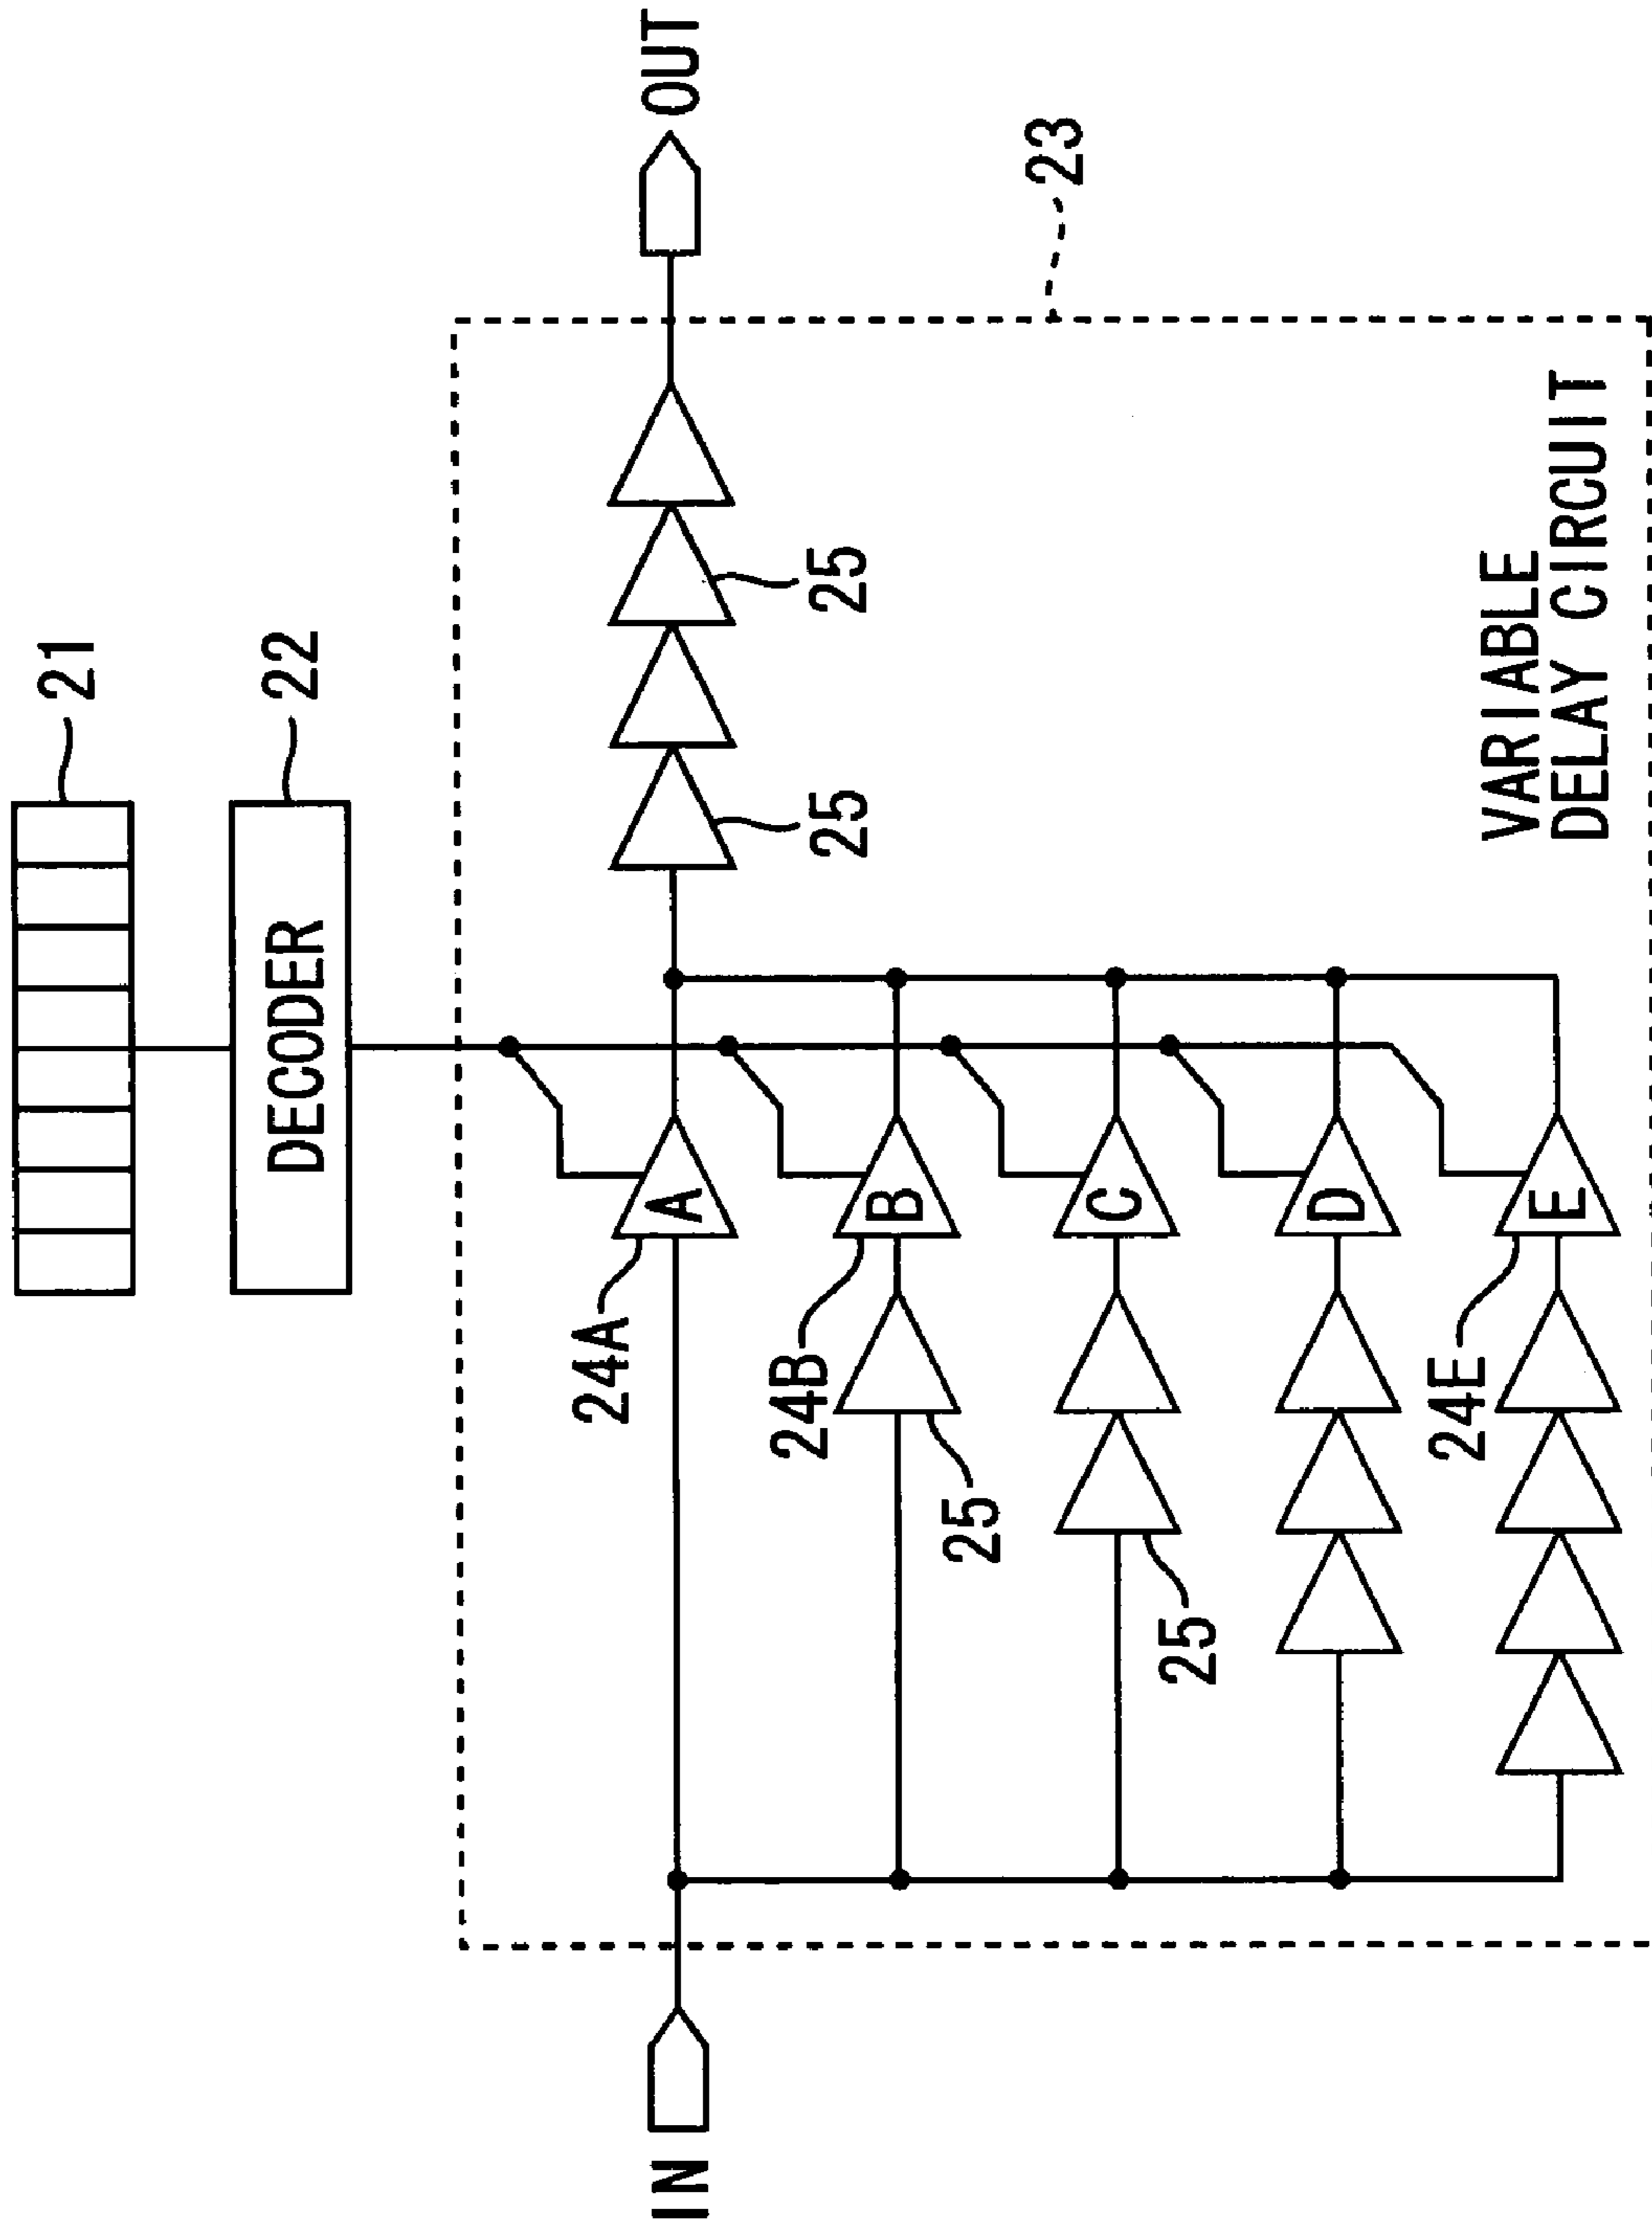 21
22
DECODER
IN
OUT
23
24A
A
25
25
24B
B
25
C
25
D
24E
E
VARIABLE
DELAY CIRCUIT